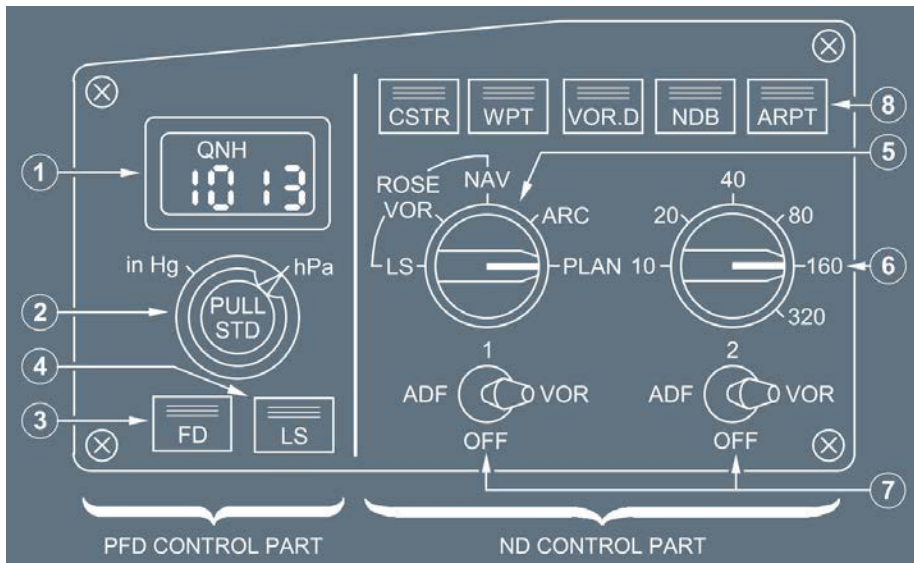 8
CSTR WPT VOR.D NDB ARPT
1
QNH
1013
5
ROSE NAV
VOR ARC
LS PLAN
40
20 80
10 160
320
6
in Hg hPa
2
PULL
STD
4
3
FD LS
1
ADF VOR
OFF
2
ADF VOR
OFF
7
PFD CONTROL PART ND CONTROL PART